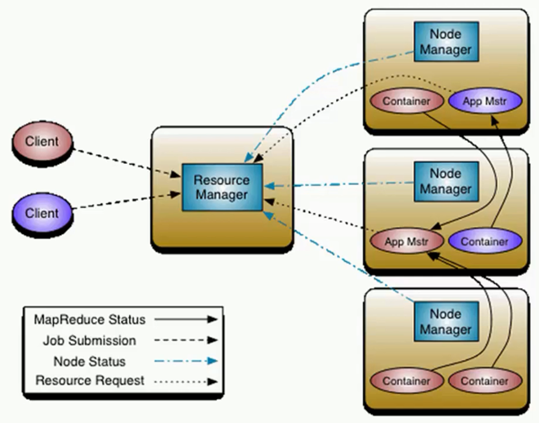 Node
Manager
Container
App Mstr
Client
Resource
Manager
Client
Node
Manager
App Mstr
Container
Node
Manager
Container
Container
MapReduce Status
Job Submission
Node Status
Resource Request